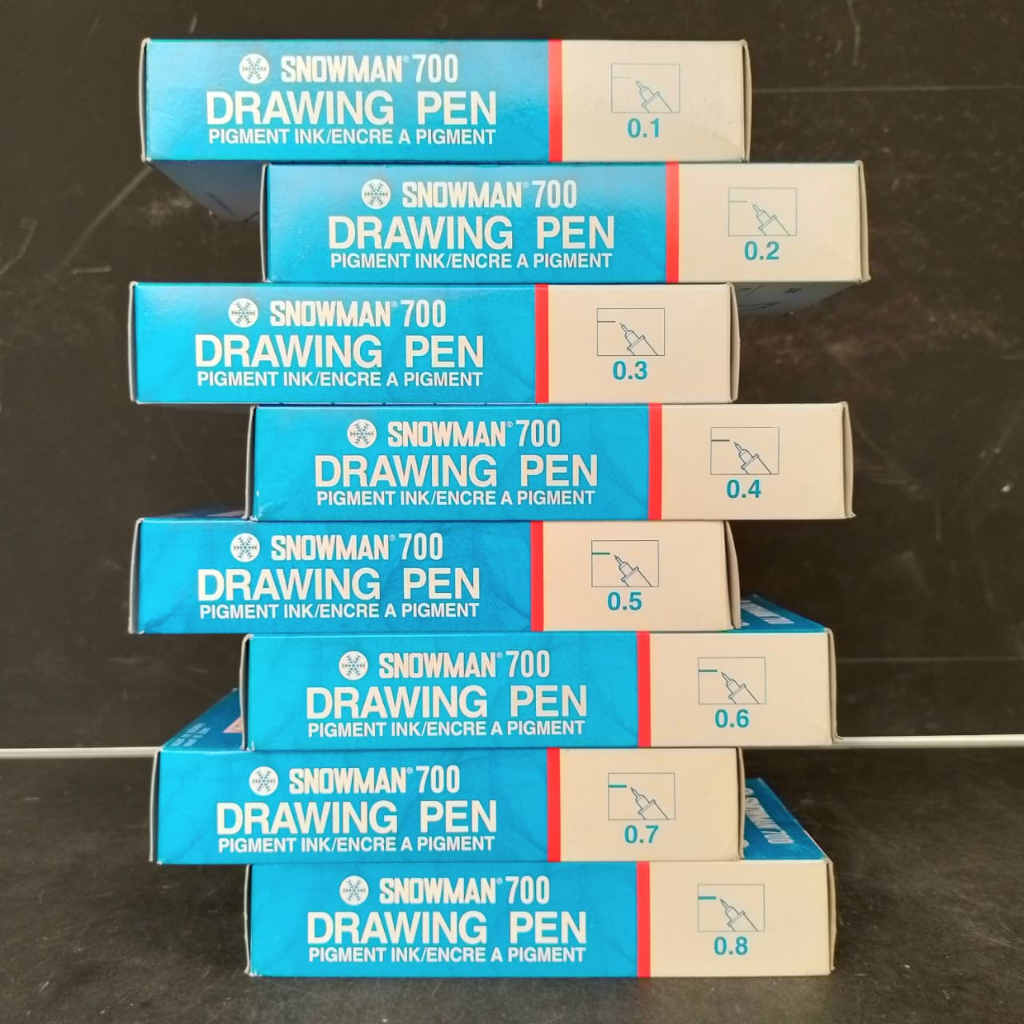 SNOWMAN® 700
DRAWING PEN
PIGMENT INK/ENCRE A PIGMENT
0.1
SNOWMAN® 700
DRAWING PEN
PIGMENT INK/ENCRE A PIGMENT
0.2
SNOWMAN® 700
DRAWING PEN
PIGMENT INK/ENCRE A PIGMENT
0.3
SNOWMAN® 700
DRAWING PEN
PIGMENT INK/ENCRE A PIGMENT
0.4
SNOWMAN® 700
DRAWING PEN
PIGMENT INK/ENCRE A PIGMENT
0.5
SNOWMAN® 700
DRAWING PEN
PIGMENT INK/ENCRE A PIGMENT
0.6
SNOWMAN® 700
DRAWING PEN
PIGMENT INK/ENCRE A PIGMENT
0.7
SNOWMAN 700
SNOWMAN® 700
DRAWING PEN
PIGMENT INK/ENCRE A PIGMENT
0.8